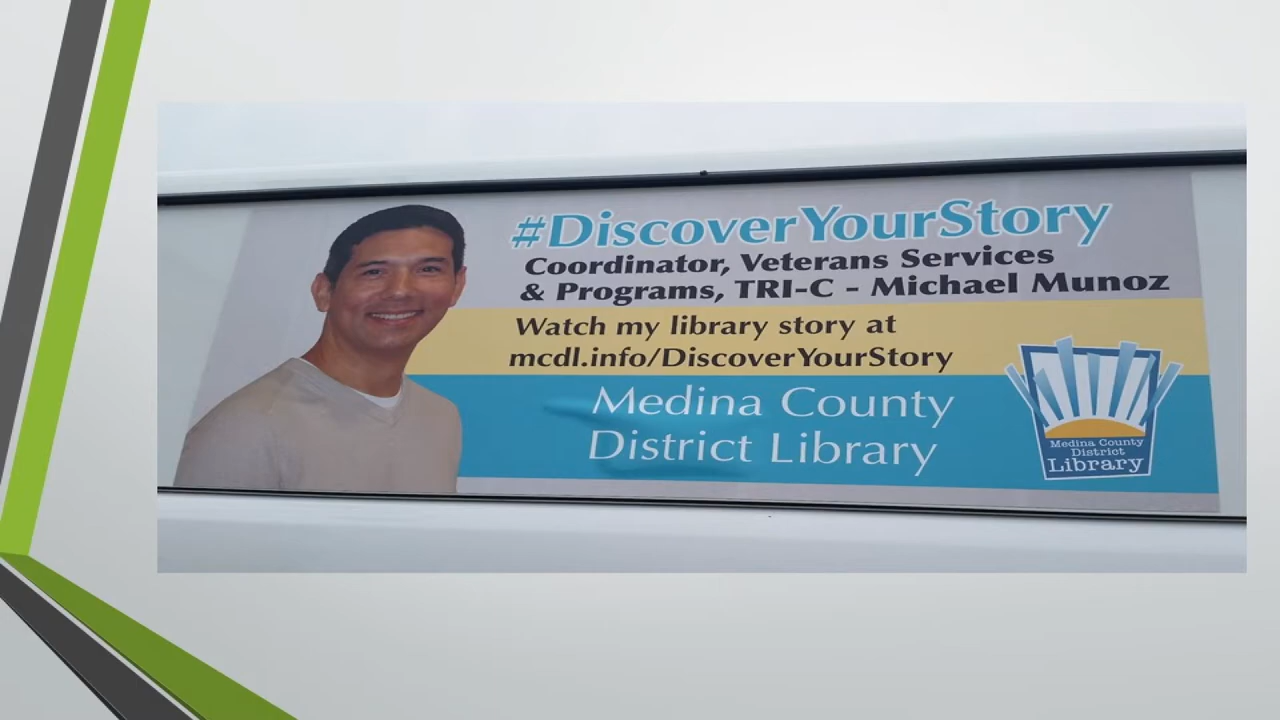 #DiscoverYourStory
Coordinator, Veterans Services
& Programs, TRI-C - Michael Munoz
Watch my library story at
mcdl.info/DiscoverYourStory
Medina County
District Library
Medina County
District
Library